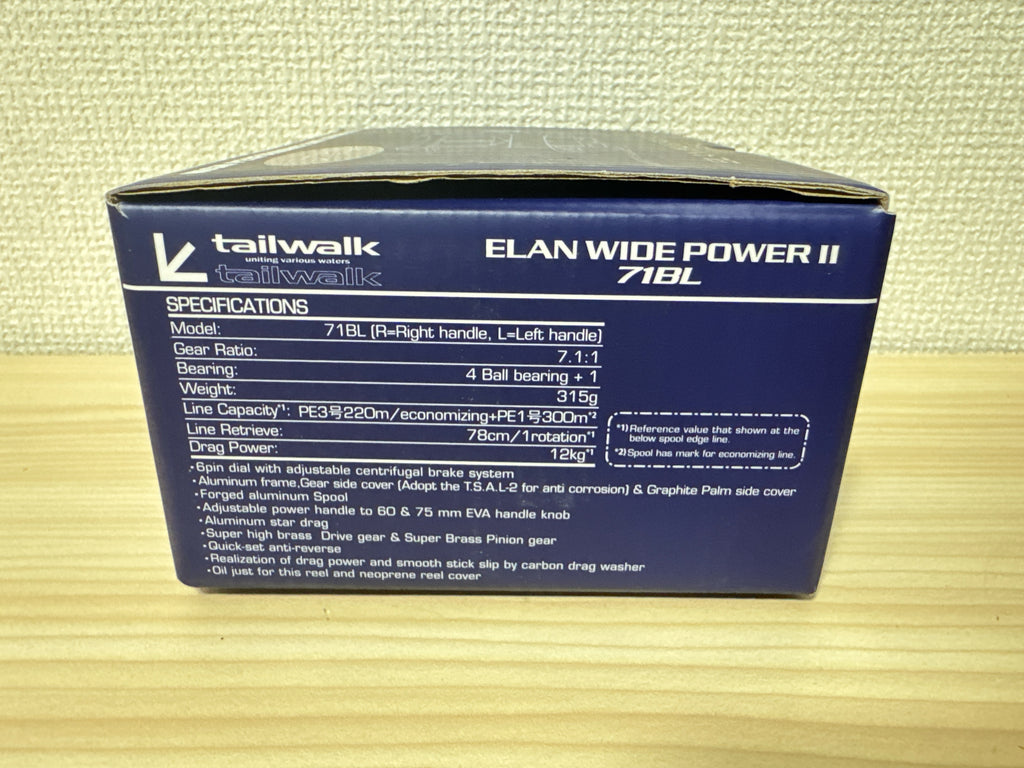 tailwalk
uniting various waters
tailwalk
ELAN WIDE POWER II
71BL
SPECIFICATIONS
Model: 71BL (R=Right handle, L=Left handle)
Gear Ratio: 7.1:1
Bearing: 4 Ball bearing + 1
Weight: 315g
Line Capacity*1: PE3号220m/economizing+PE1号300m*2
Line Retrieve: 78cm/1rotation*1
Drag Power: 12kg*1
*1) Reference value that shown at the
below spool edge line.
*2) Spool has mark for economizing line.
・6pin dial with adjustable centrifugal brake system
・Aluminum frame,Gear side cover (Adopt the T.S.A.L-2 for anti corrosion) & Graphite Palm side cover
・Forged aluminum Spool
・Adjustable power handle to 60 & 75 mm EVA handle knob
・Aluminum star drag
・Super high brass Drive gear & Super Brass Pinion gear
・Quick-set anti-reverse
・Realization of drag power and smooth stick slip by carbon drag washer
・Oil just for this reel and neoprene reel cover